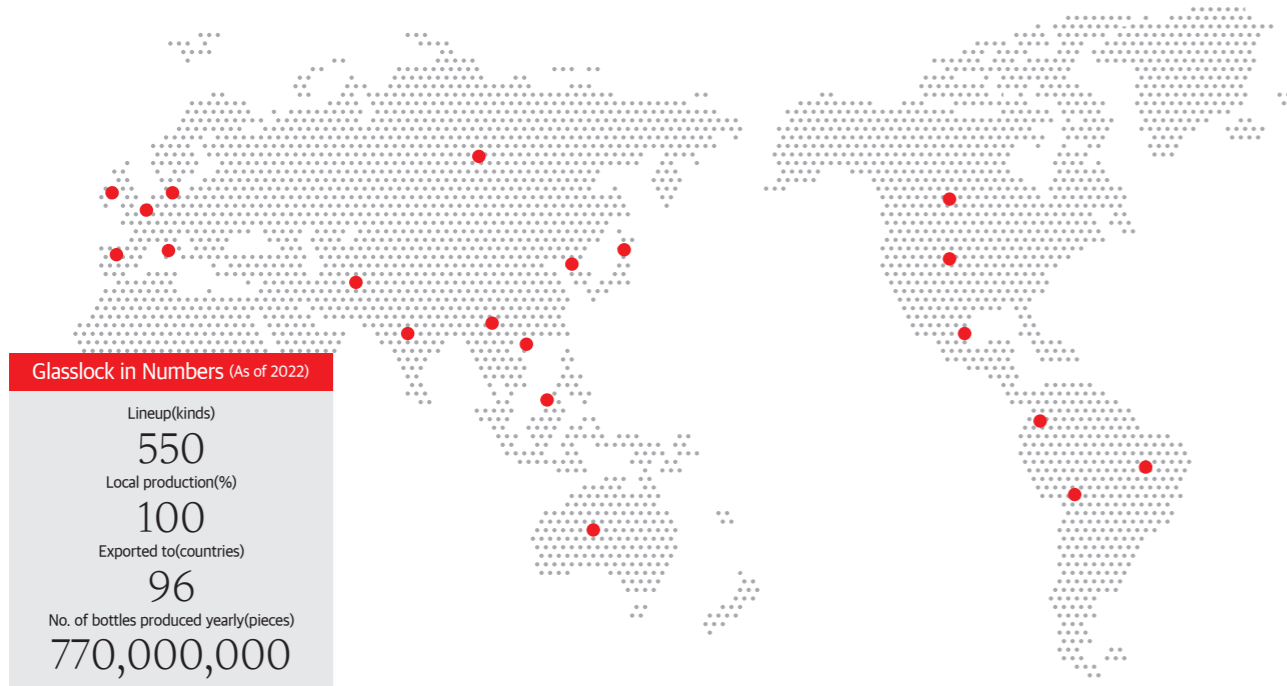 Glasslock in Numbers (As of 2022)
Lineup(kinds)
550
Local production(%)
100
Exported to(countries)
96
No. of bottles produced yearly(pieces)
770,000,000